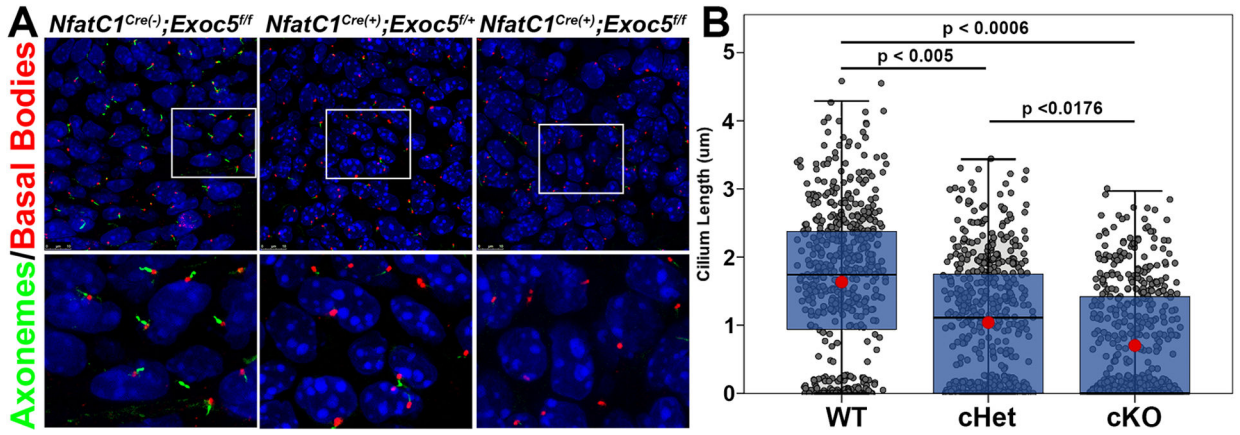 A
NfatC1Cre(-);Exoc5f/f NfatC1Cre(+);Exoc5f/+ NfatC1Cre(+);Exoc5f/f
Axonemes/Basal Bodies
B
p < 0.0006
p < 0.005
p <0.0176
Cilium Length (um)
5
4
3
2
1
0
WT cHet cKO